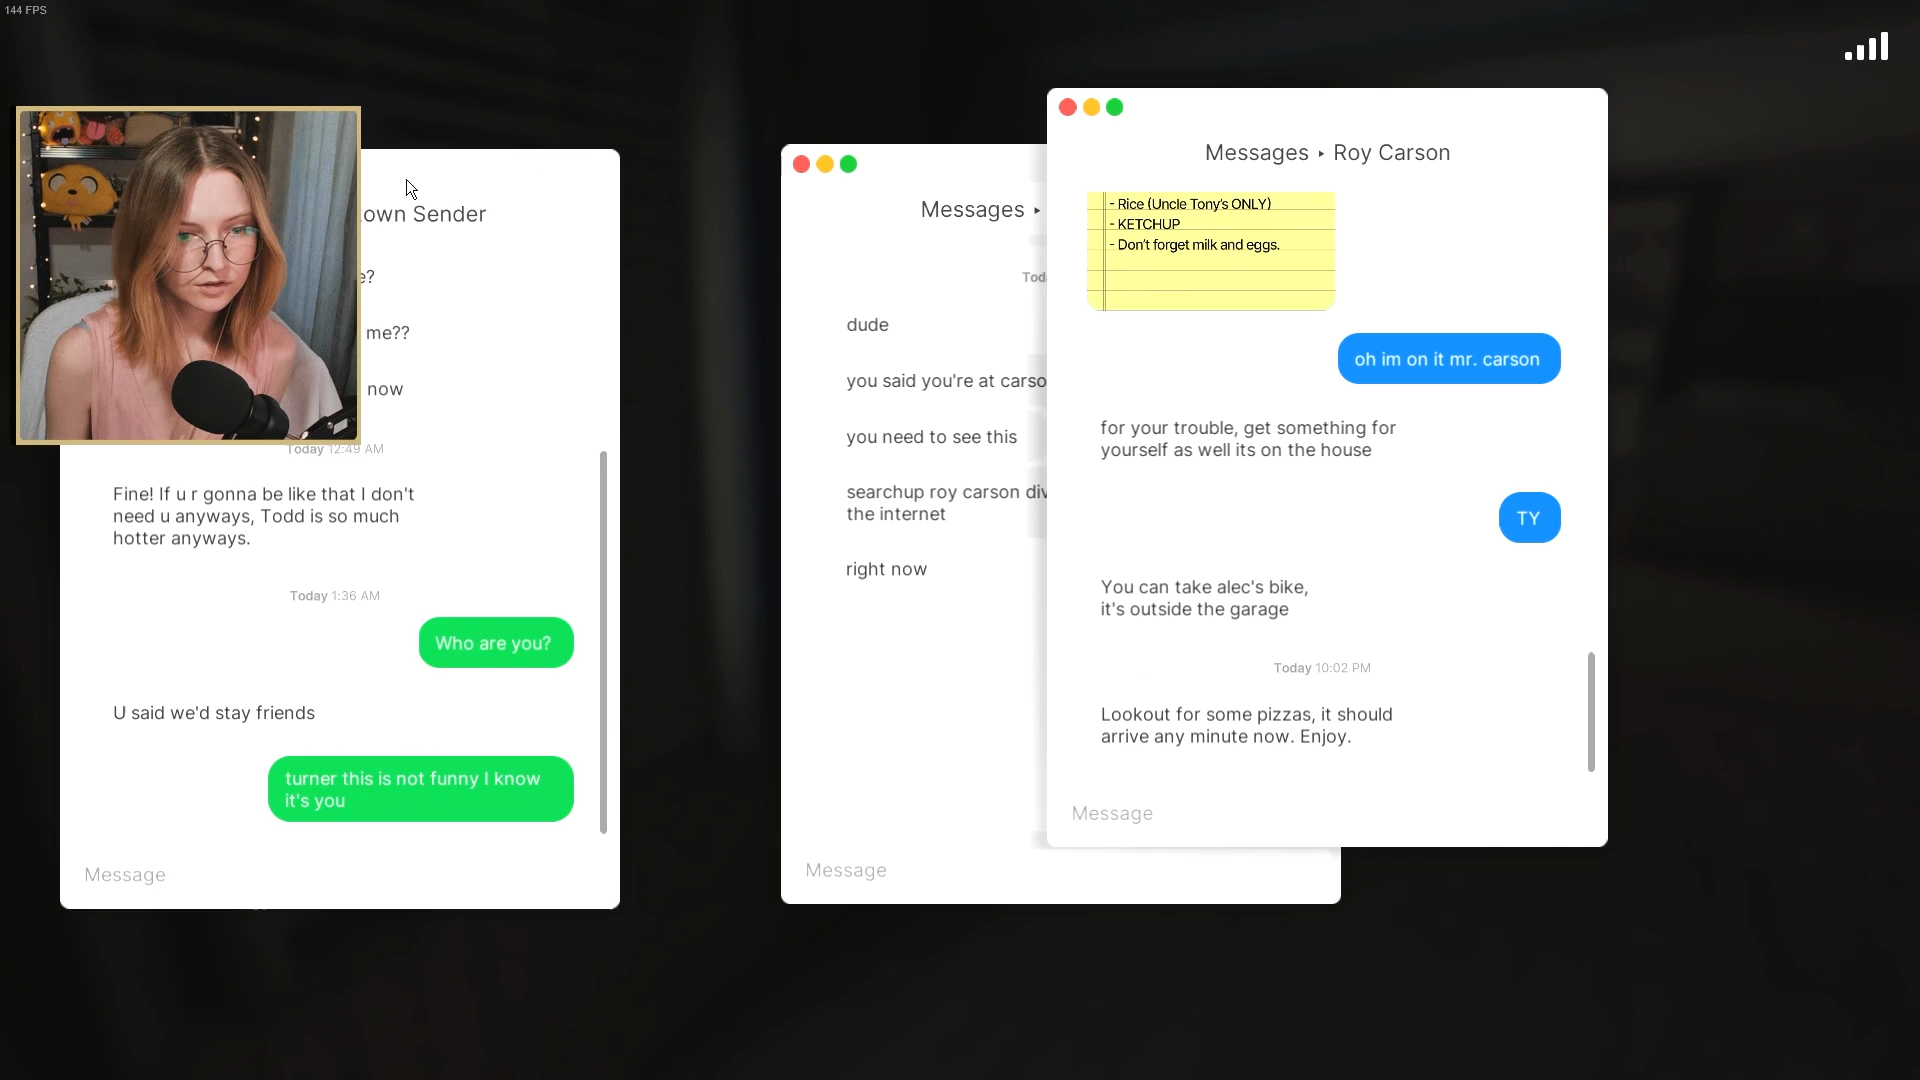 144 FPS
own Sender
e?
me??
now
Today 12:49 AM
Fine! If u r gonna be like that I don't
need u anyways, Todd is so much
hotter anyways.
Today 1:36 AM
Who are you?
U said we'd stay friends
turner this is not funny I know
it's you
Message
Messages ▸
Toda
dude
you said you're at carso
you need to see this
searchup roy carson div
the internet
right now
Message
Messages ▸ Roy Carson
- Rice (Uncle Tony's ONLY)
- KETCHUP
- Don't forget milk and eggs.
oh im on it mr. carson
for your trouble, get something for
yourself as well its on the house
TY
You can take alec's bike,
it's outside the garage
Today 10:02 PM
Lookout for some pizzas, it should
arrive any minute now. Enjoy.
Message